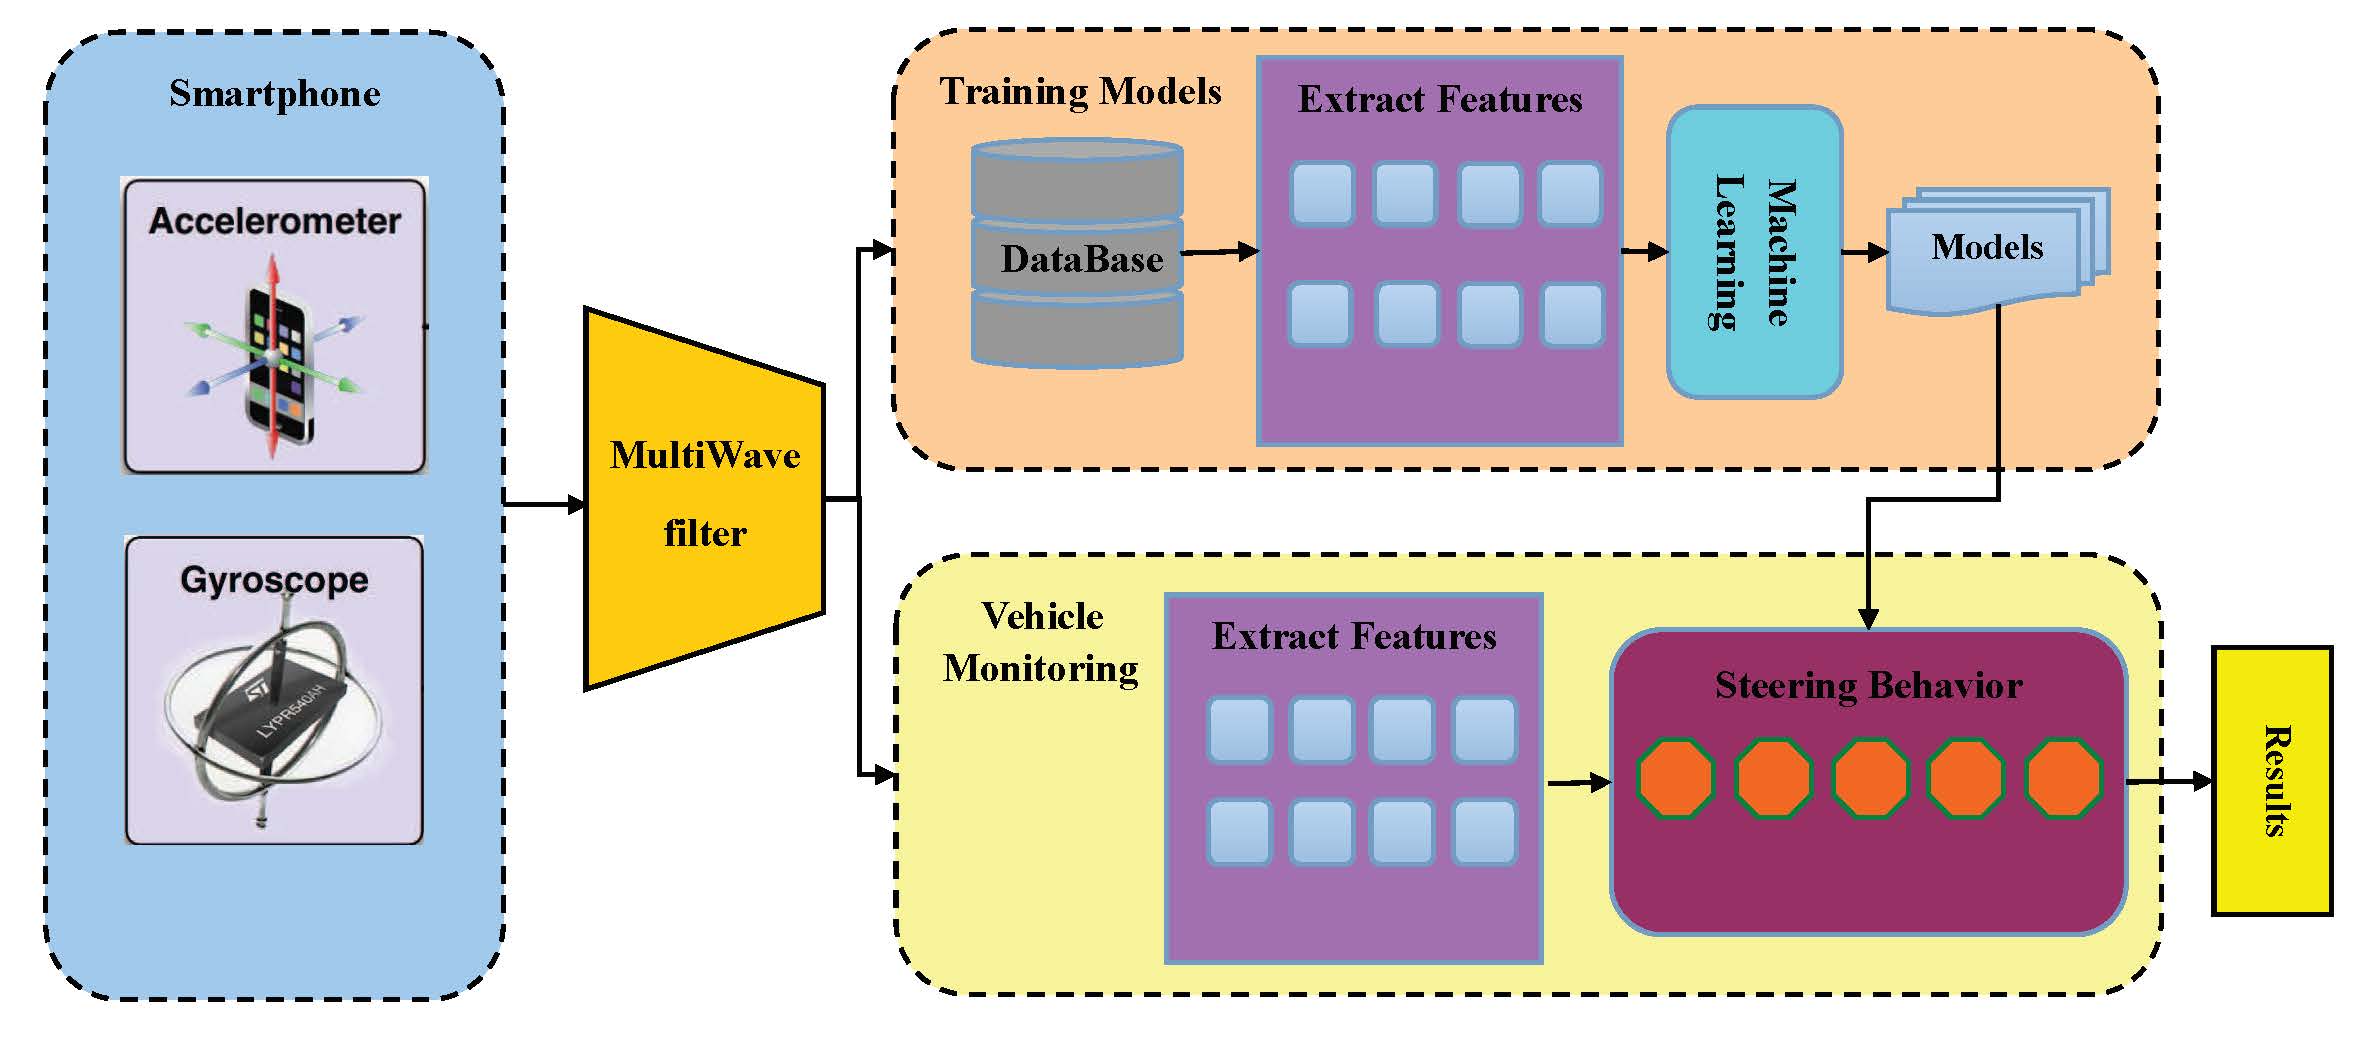 Smartphone
Accelerometer
Gyroscope
LYPR540AH
MultiWave
filter
Training Models
DataBase
Extract Features
Machine
Learning
Models
Vehicle
Monitoring
Extract Features
Steering Behavior
Results